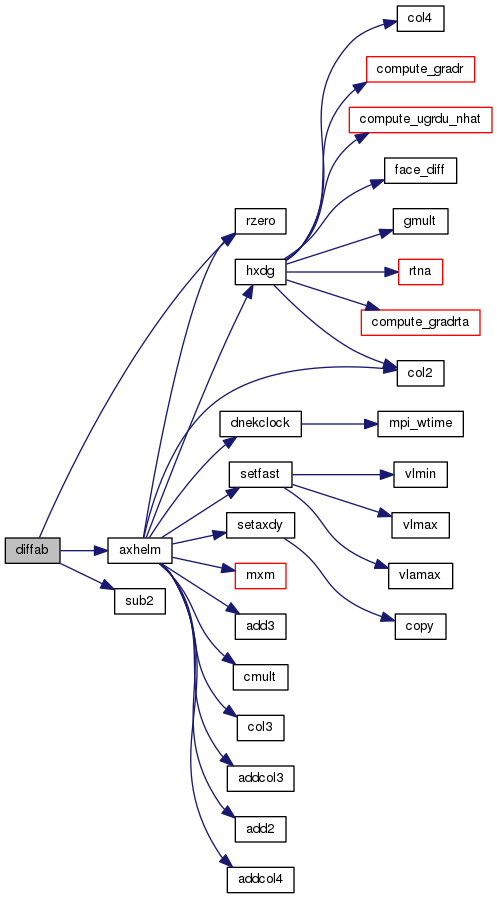 col4
compute_gradr
compute_ugrdu_nhat
face_diff
rzero
gmult
hxdg
rtna
compute_gradrta
col2
dnekclock
mpi_wtime
setfast
vlmin
setaxdy
vlmax
diffab
axhelm
mxm
vlamax
sub2
add3
copy
cmult
col3
addcol3
add2
addcol4